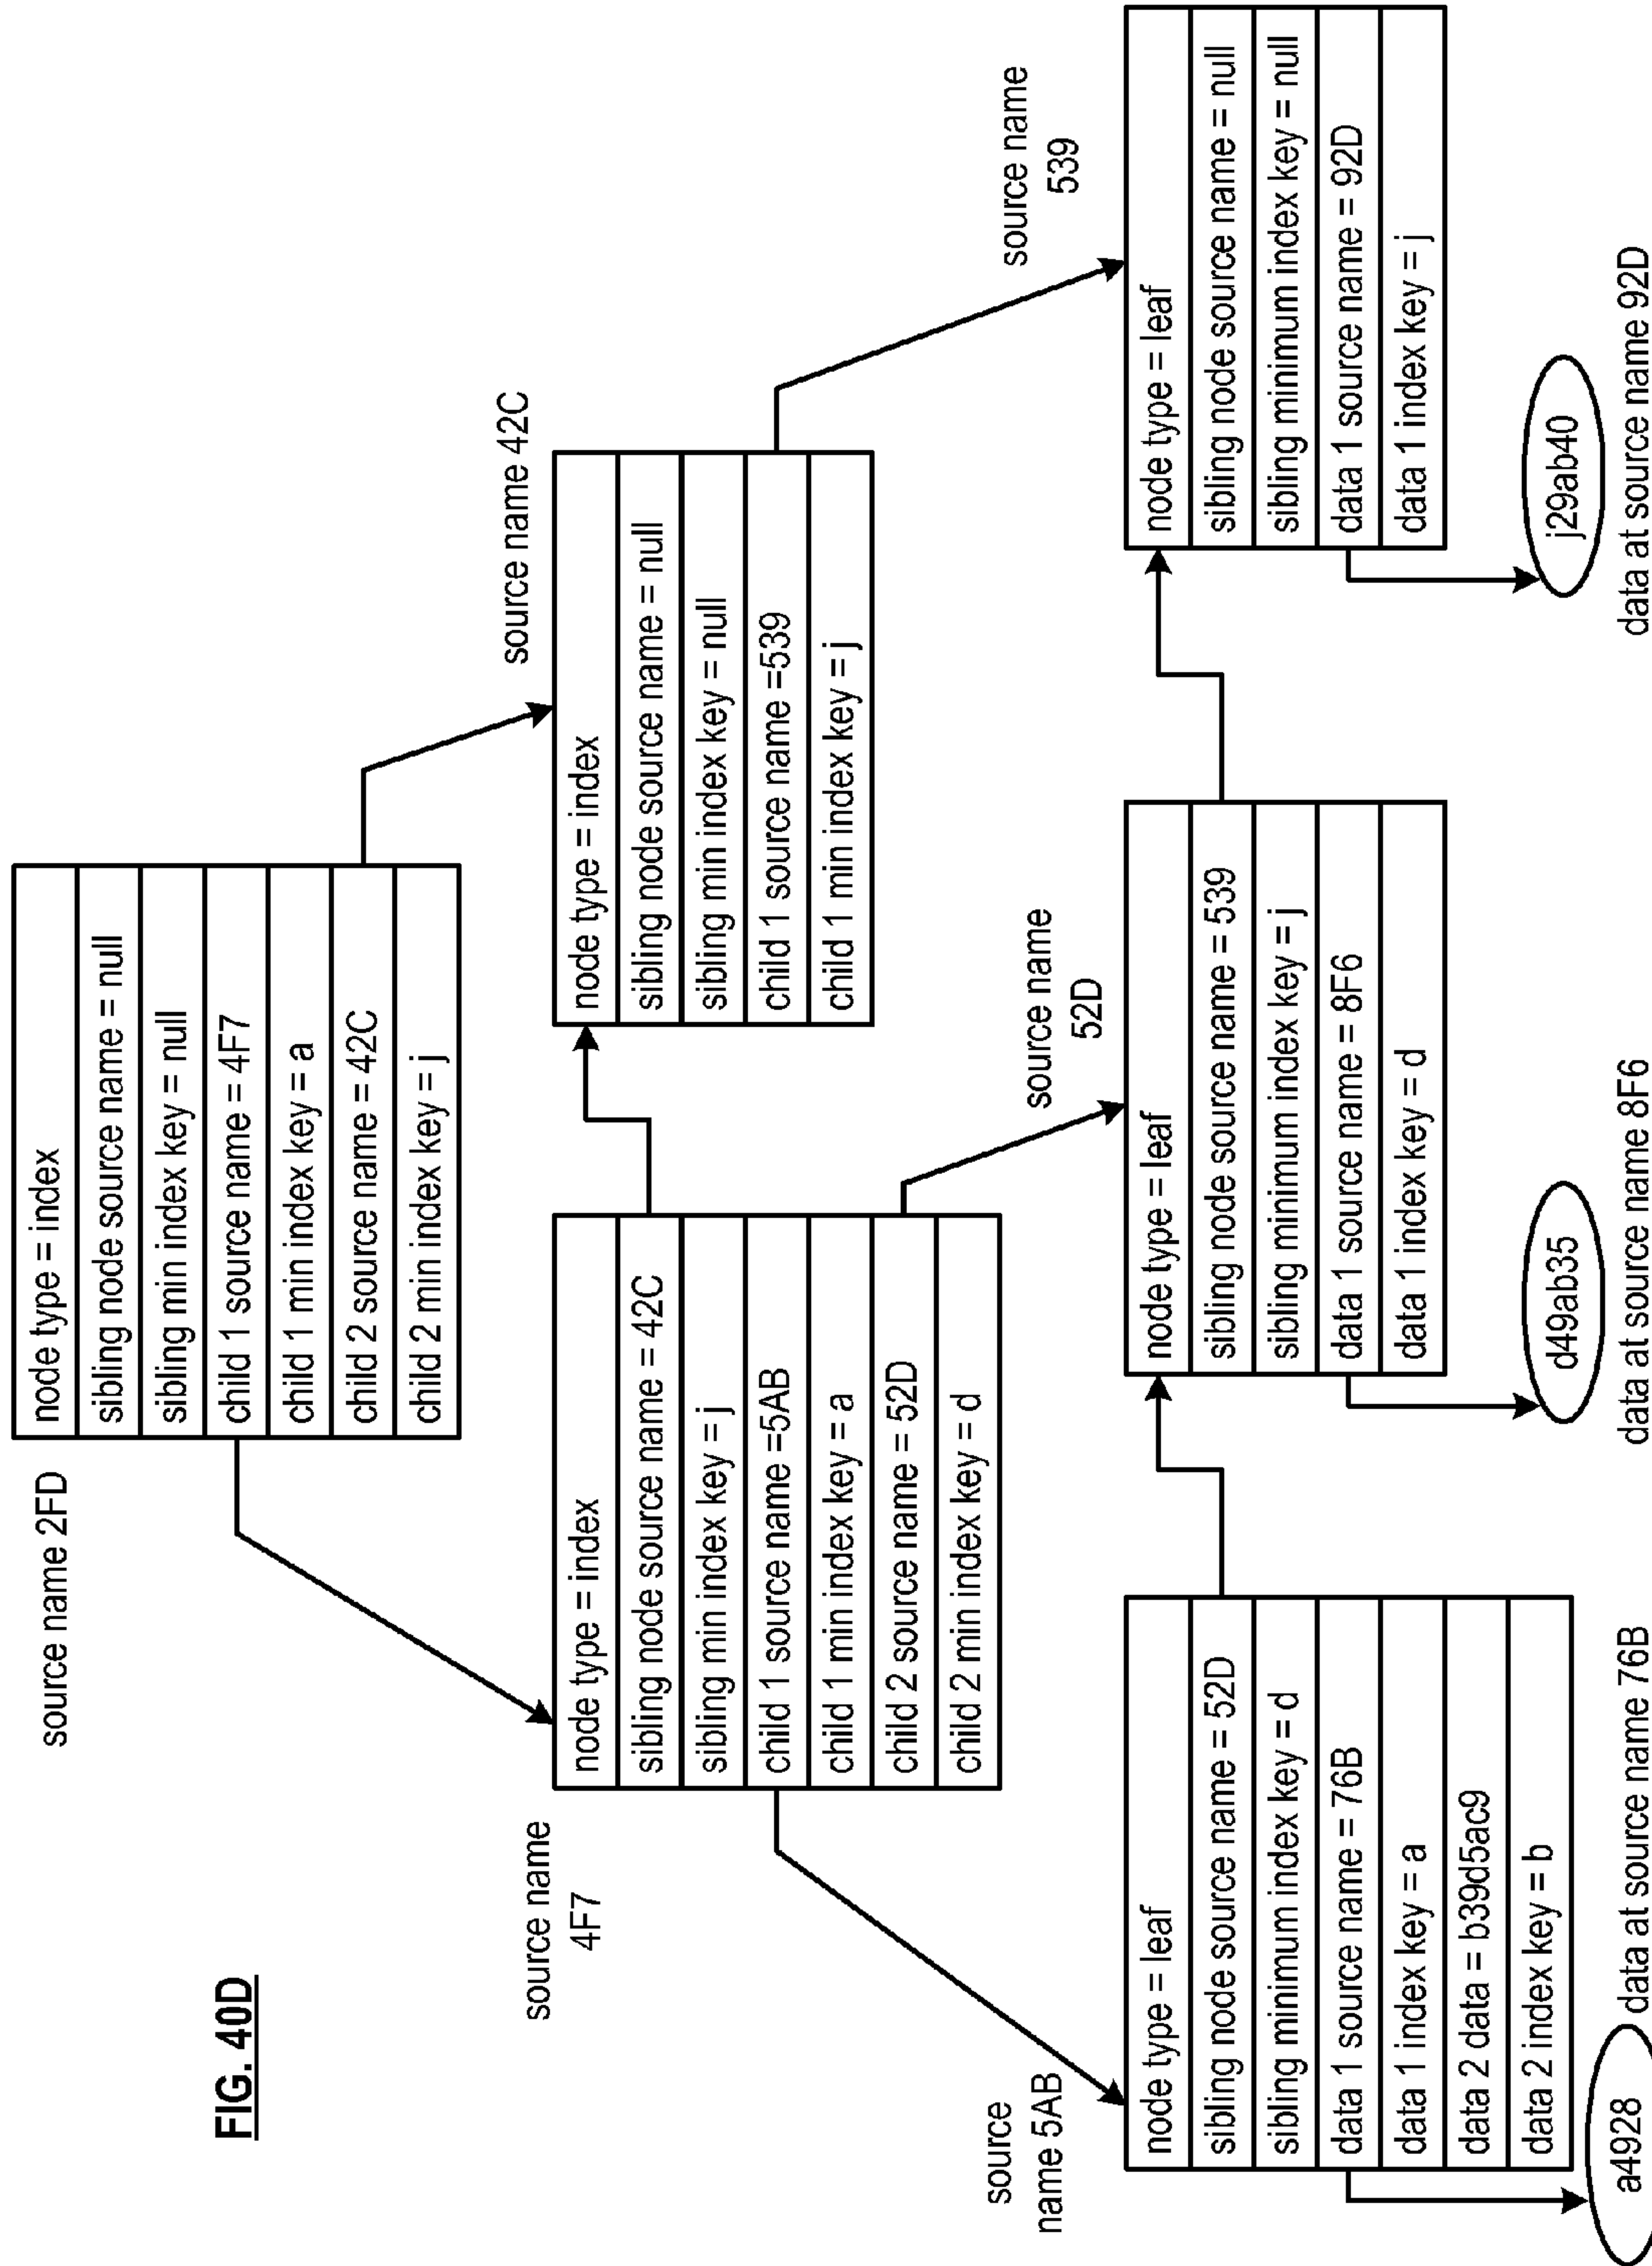 FIG. 40D
source name 2FD
node type = index
sibling node source name = null
sibling min index key = null
child 1 source name = 4F7
child 1 min index key = a
child 2 source name = 42C
child 2 min index key = j
source name
4F7
node type = index
sibling node source name = 42C
sibling min index key = j
child 1 source name =5AB
child 1 min index key = a
child 2 source name = 52D
child 2 min index key = d
source name 42C
node type = index
sibling node source name = null
sibling min index key = null
child 1 source name =539
child 1 min index key = j
source
name 5AB
node type = leaf
sibling node source name = 52D
sibling minimum index key = d
data 1 source name = 76B
data 1 index key = a
data 2 data = b39d5ac9
data 2 index key = b
a4928
data at source name 76B
source name
52D
node type = leaf
sibling node source name = 539
sibling minimum index key = j
data 1 source name = 8F6
data 1 index key = d
d49ab35
data at source name 8F6
source name
539
node type = leaf
sibling node source name = null
sibling minimum index key = null
data 1 source name = 92D
data 1 index key = j
j29ab40
data at source name 92D